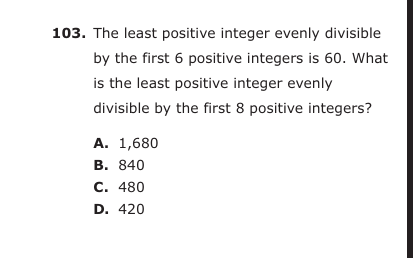 103. The least positive integer evenly divisible
by the first 6 positive integers is 60. What
is the least positive integer evenly
divisible by the first 8 positive integers?
A. 1,680
B. 840
C. 480
D. 420